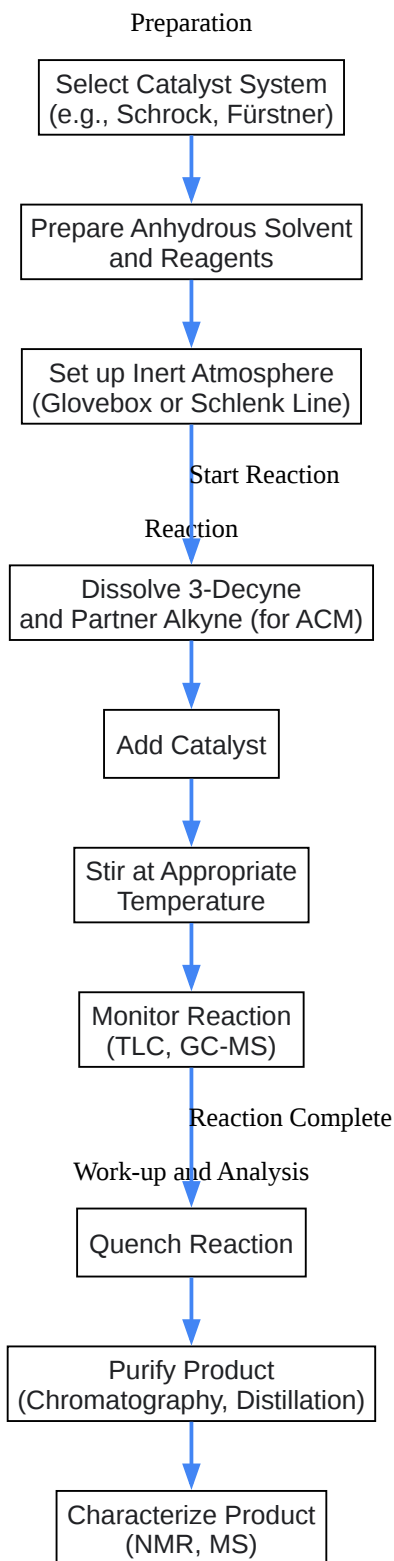 Preparation
Select Catalyst System
(e.g., Schrock, Fürstner)
Prepare Anhydrous Solvent
and Reagents
Set up Inert Atmosphere
(Glovebox or Schlenk Line)
Start Reaction
Reaction
Dissolve 3-Decyne
and Partner Alkyne (for ACM)
Add Catalyst
Stir at Appropriate
Temperature
Monitor Reaction
(TLC, GC-MS)
Reaction Complete
Work-up and Analysis
Quench Reaction
Purify Product
(Chromatography, Distillation)
Characterize Product
(NMR, MS)